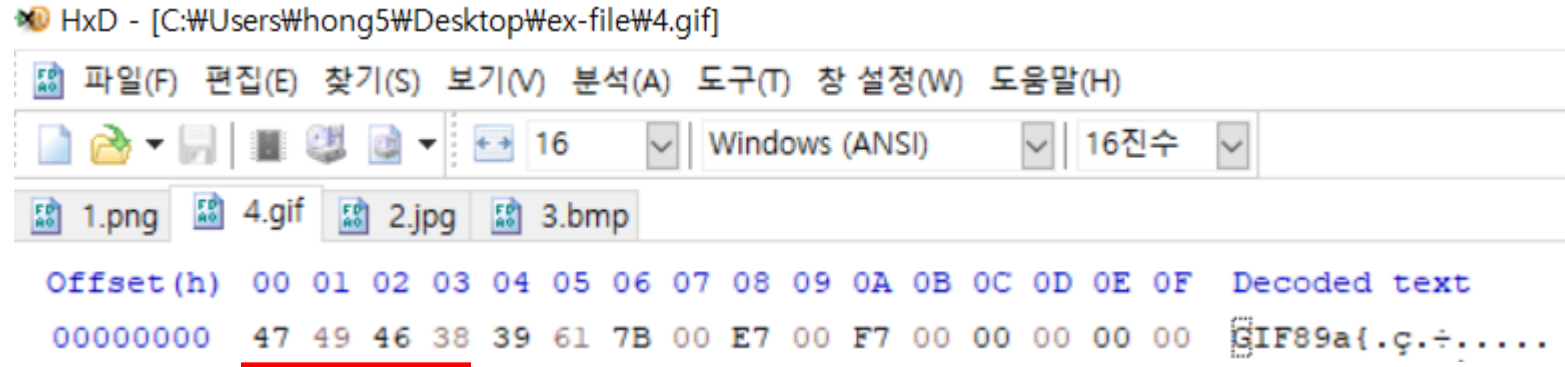 HxD - [C:₩Users₩hong5₩Desktop₩ex-file₩4.gif]
파일(F) 편집(E) 찾기(S) 보기(V) 분석(A) 도구(T) 창 설정(W) 도움말(H)
16 Windows (ANSI) 16진수
1.png 4.gif 2.jpg 3.bmp
Offset(h) 00 01 02 03 04 05 06 07 08 09 0A 0B 0C 0D 0E 0F Decoded text
00000000 47 49 46 38 39 61 7B 00 E7 00 F7 00 00 00 00 00 GIF89a{.ç.÷.....